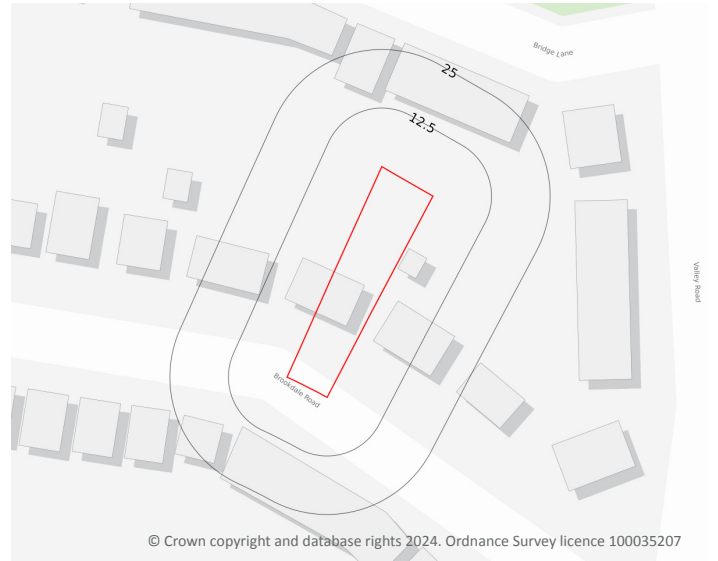 Bridge Lane
25
12.5
Valley Road
Brookdale Road
© Crown copyright and database rights 2024. Ordnance Survey licence 100035207